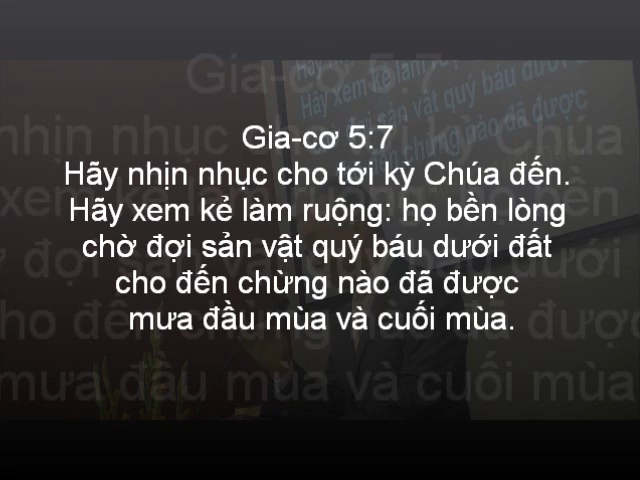 Gia-cơ 5:7
Hãy nhịn nhục cho tới kỳ Chúa đến.
Hãy xem kẻ làm ruộng: họ bền lòng
chờ đợi sản vật quý báu dưới đất
cho đến chừng nào đã được
mưa đầu mùa và cuối mùa.